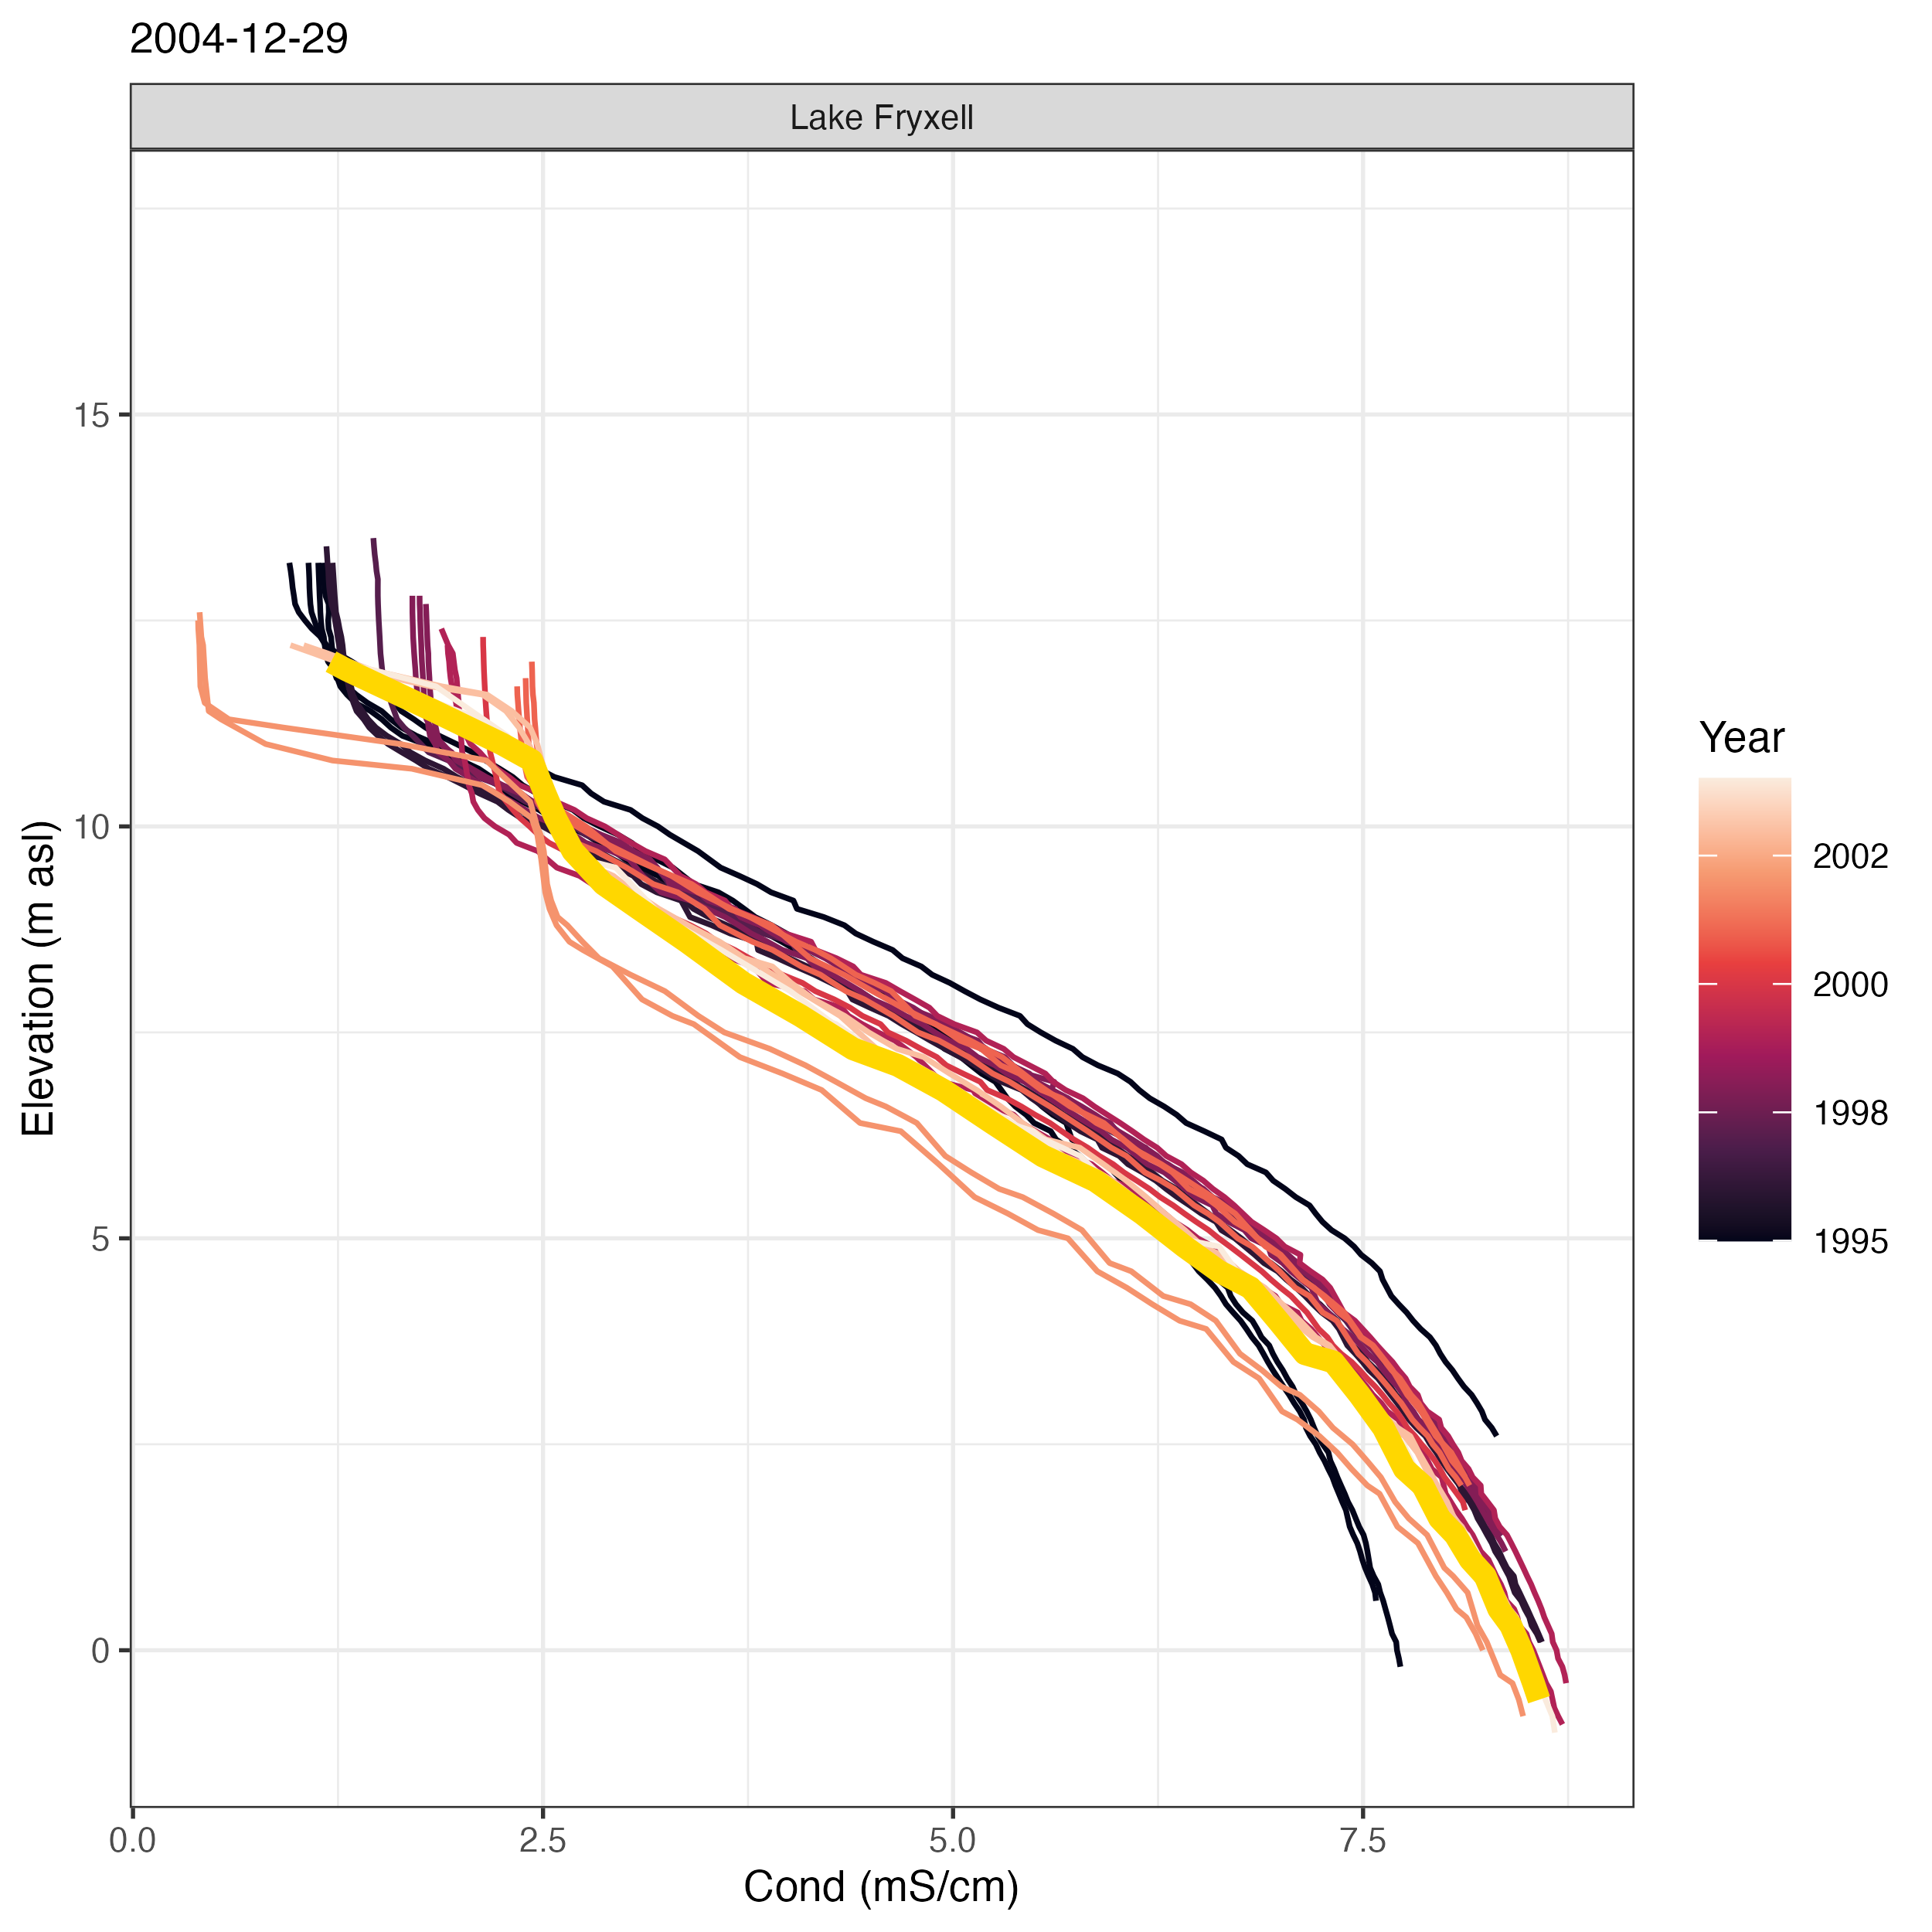 2004-12-29
Lake Fryxell
Elevation (m asl)
15
10
5
0
0.0 2.5 5.0 7.5
Cond (mS/cm)
Year
2002
2000
1998
1995